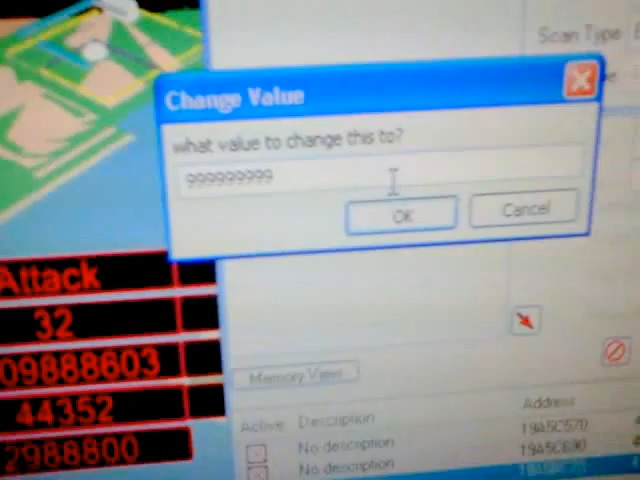 Scan Type
Change Value
what value to change this to?
999999999
OK
Cancel
Attack
32
09888603
44352
2988800
Memory View
Active Description Address
No description 19A5C570
No description 19A5C690